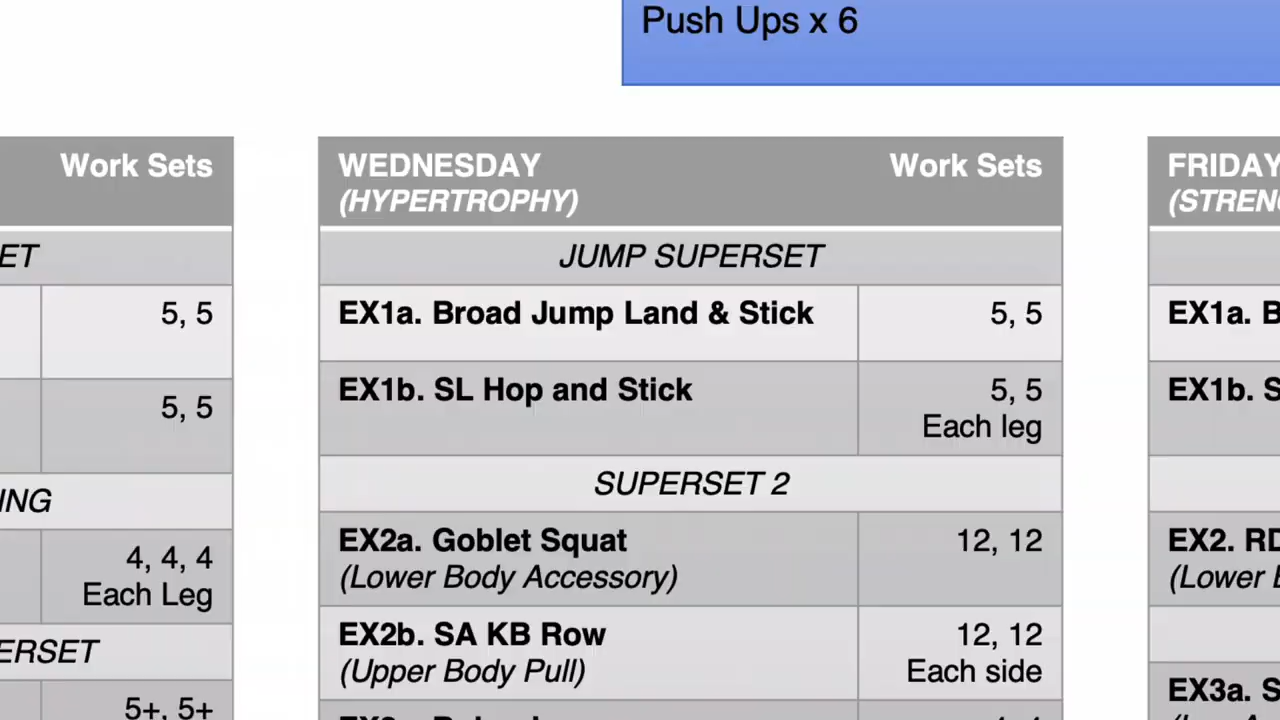 Push Ups x 6
Work Sets
ET
5, 5
5, 5
ING
4, 4, 4
Each Leg
ERSET
5+, 5+
WEDNESDAY Work Sets
(HYPERTROPHY)
JUMP SUPERSET
EX1a. Broad Jump Land & Stick 5, 5
EX1b. SL Hop and Stick 5, 5
Each leg
SUPERSET 2
EX2a. Goblet Squat 12, 12
(Lower Body Accessory)
EX2b. SA KB Row 12, 12
(Upper Body Pull) Each side
FRIDAY
(STRENG
EX1a. B
EX1b. S
EX2. RD
(Lower B
EX3a. S